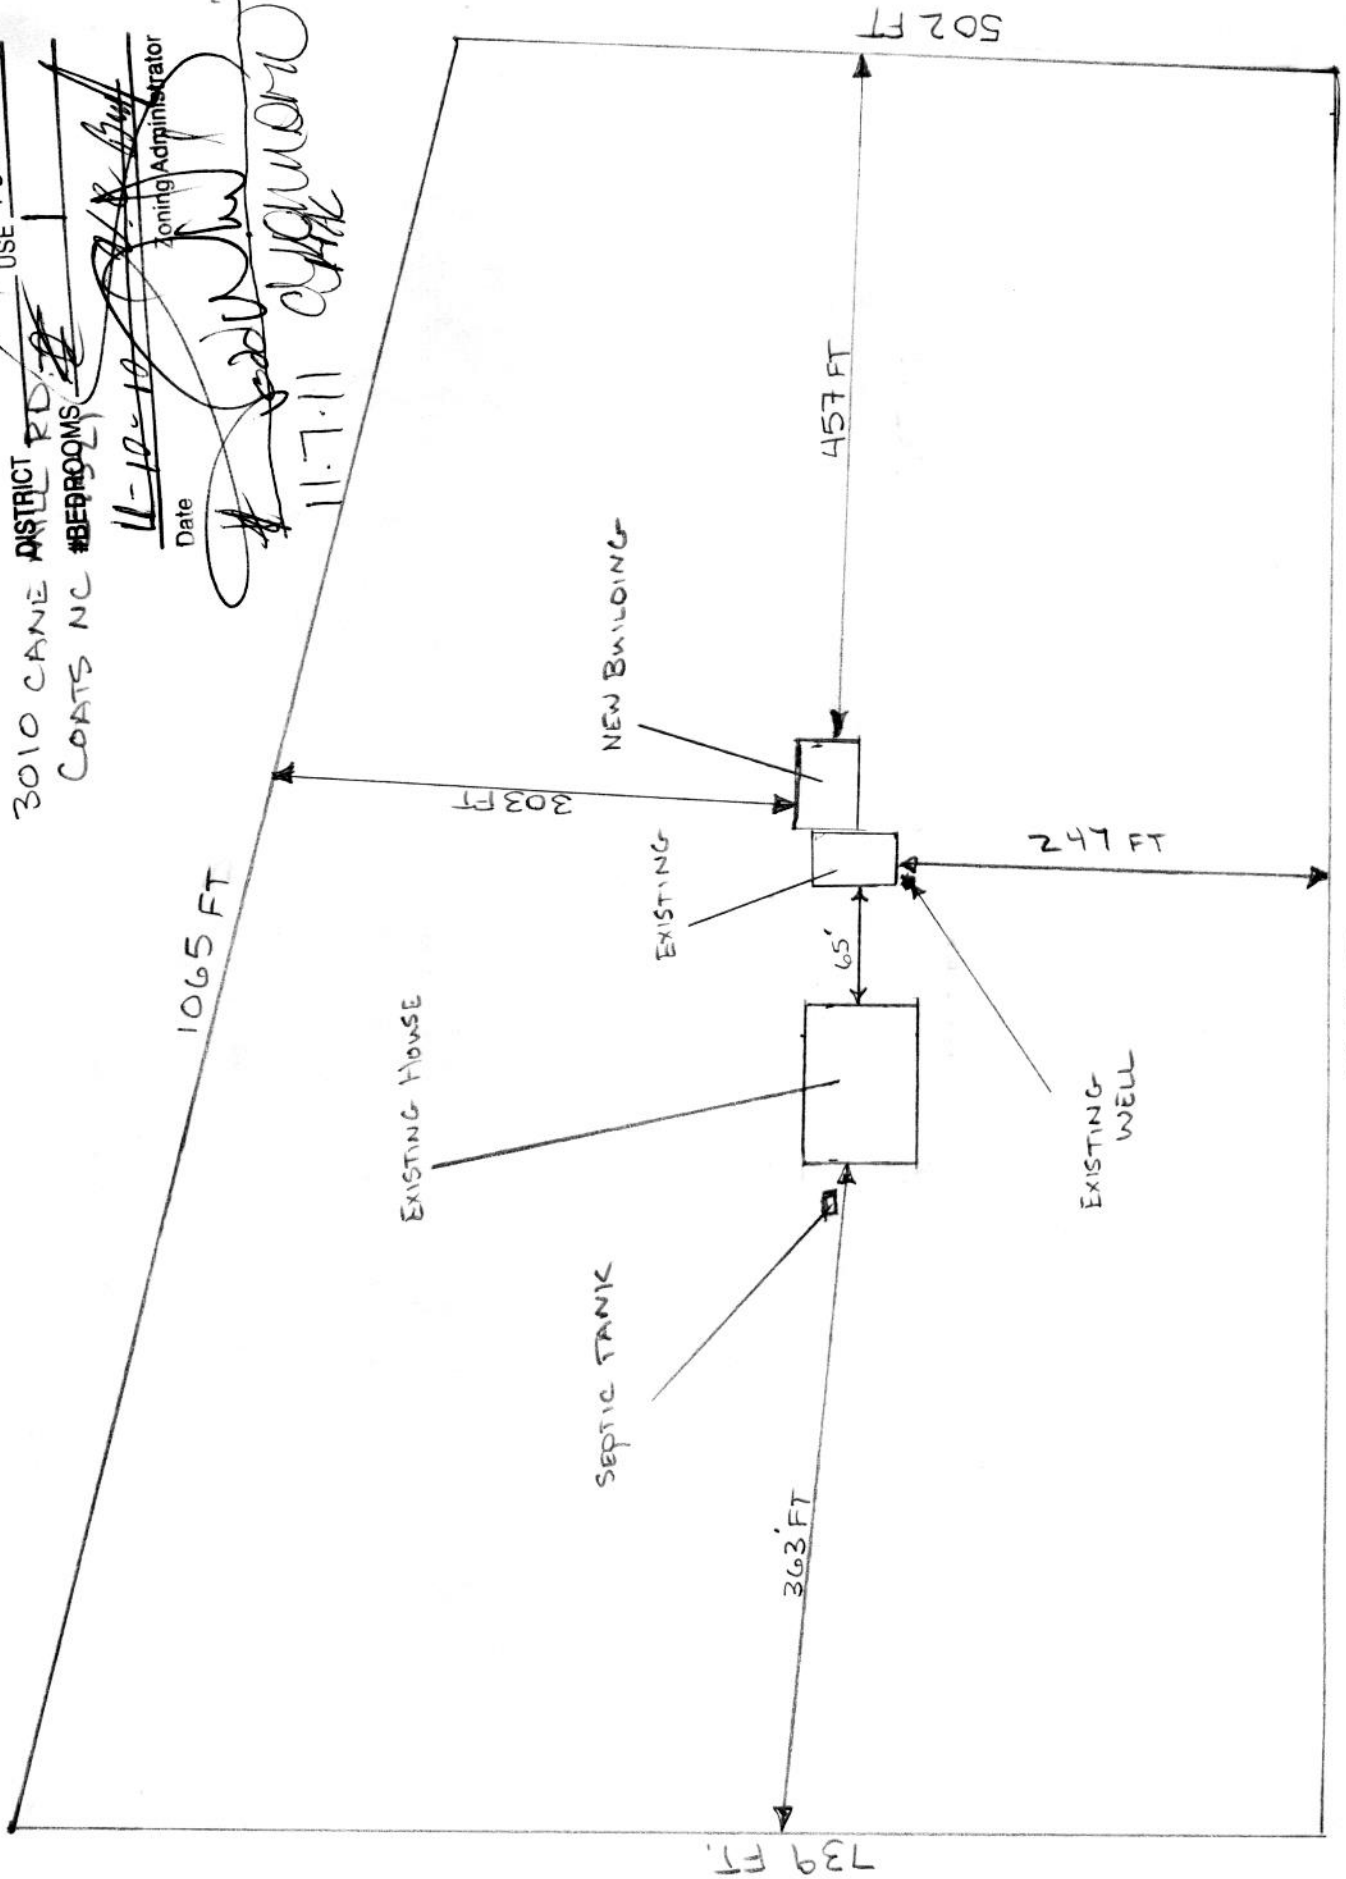 3010 CANE MILL RD.
COATS NC
DISTRICT
USE
#BEDROOMS
11-10-10
Date
Zoning Administrator
11.7.11
502 FT
1065 FT
457 FT
303 FT
NEW BUILDING
EXISTING
247 FT
65'
EXISTING HOUSE
EXISTING
WELL
SEPTIC TANK
363' FT
739 FT.